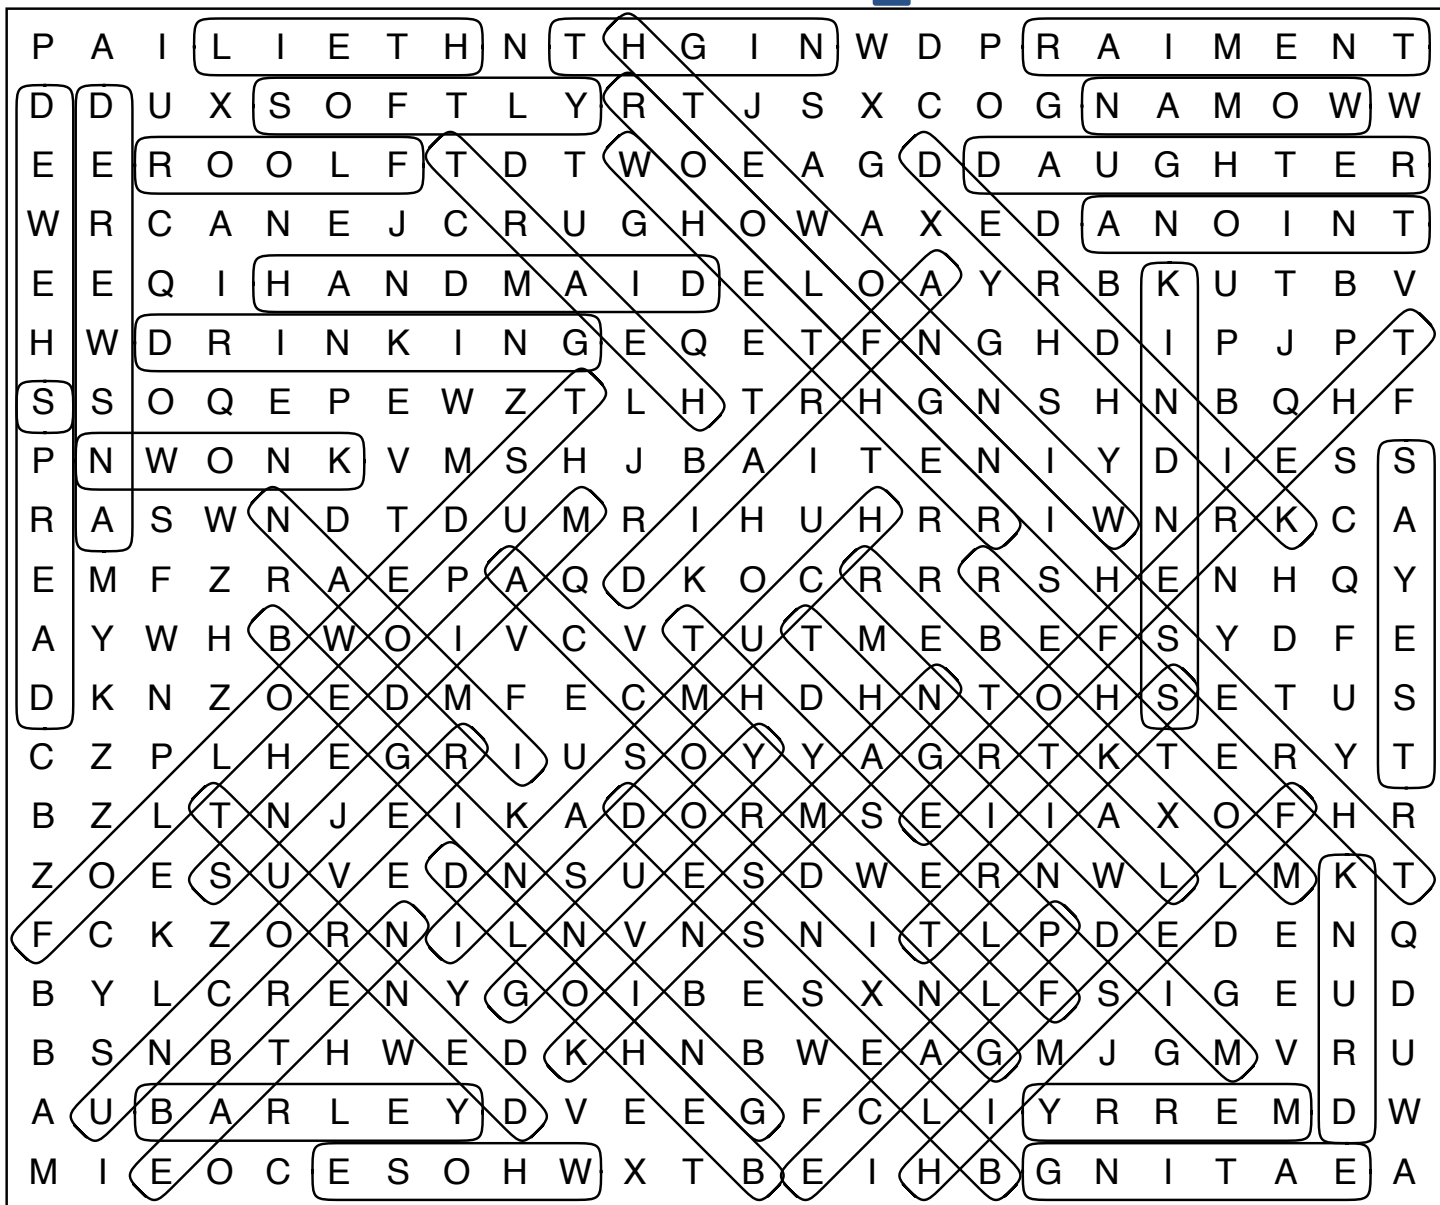 P A I L I E T H N T H G I N W D P R A I M E N T
D D U X S O F T L Y R T J S X C O G N A M O W W
E E R O O L F T D T W O E A G D D A U G H T E R
W R C A N E J C R U G H O W A X E D A N O I N T
E E Q I H A N D M A I D E L O A Y R B K U T B V
H W D R I N K I N G E Q E T F N G H D I P J P T
S S O Q E P E W Z T L H T R H G N S H N B Q H F
P N W O N K V M S H J B A I T E N I Y D I E S S
R A S W N D T D U M R I H U H R R I W N R K C A
E M F Z R A E P A Q D K O C R R R S H E N H Q Y
A Y W H B W O I V C V T U T M E B E F S Y D F E
D K N Z O E D M F E C M H D H N T O H S E T U S
C Z P L H E G R I U S O Y Y A G R T K T E R Y T
B Z L T N J E I K A D O R M S E I I A X O F H R
Z O E S U V E D N S U E S D W E R N W L L M K T
F C K Z O R N I L N V N S N I T L P D E D E N Q
B Y L C R E N Y G O I B E S X N L F S I G E U D
B S N B T H W E D K H N B W E A G M J G M V R U
A U B A R L E Y D V E E G F C L I Y R R E M D W
M I E O C E S O H W X T B E I H B G N I T A E A